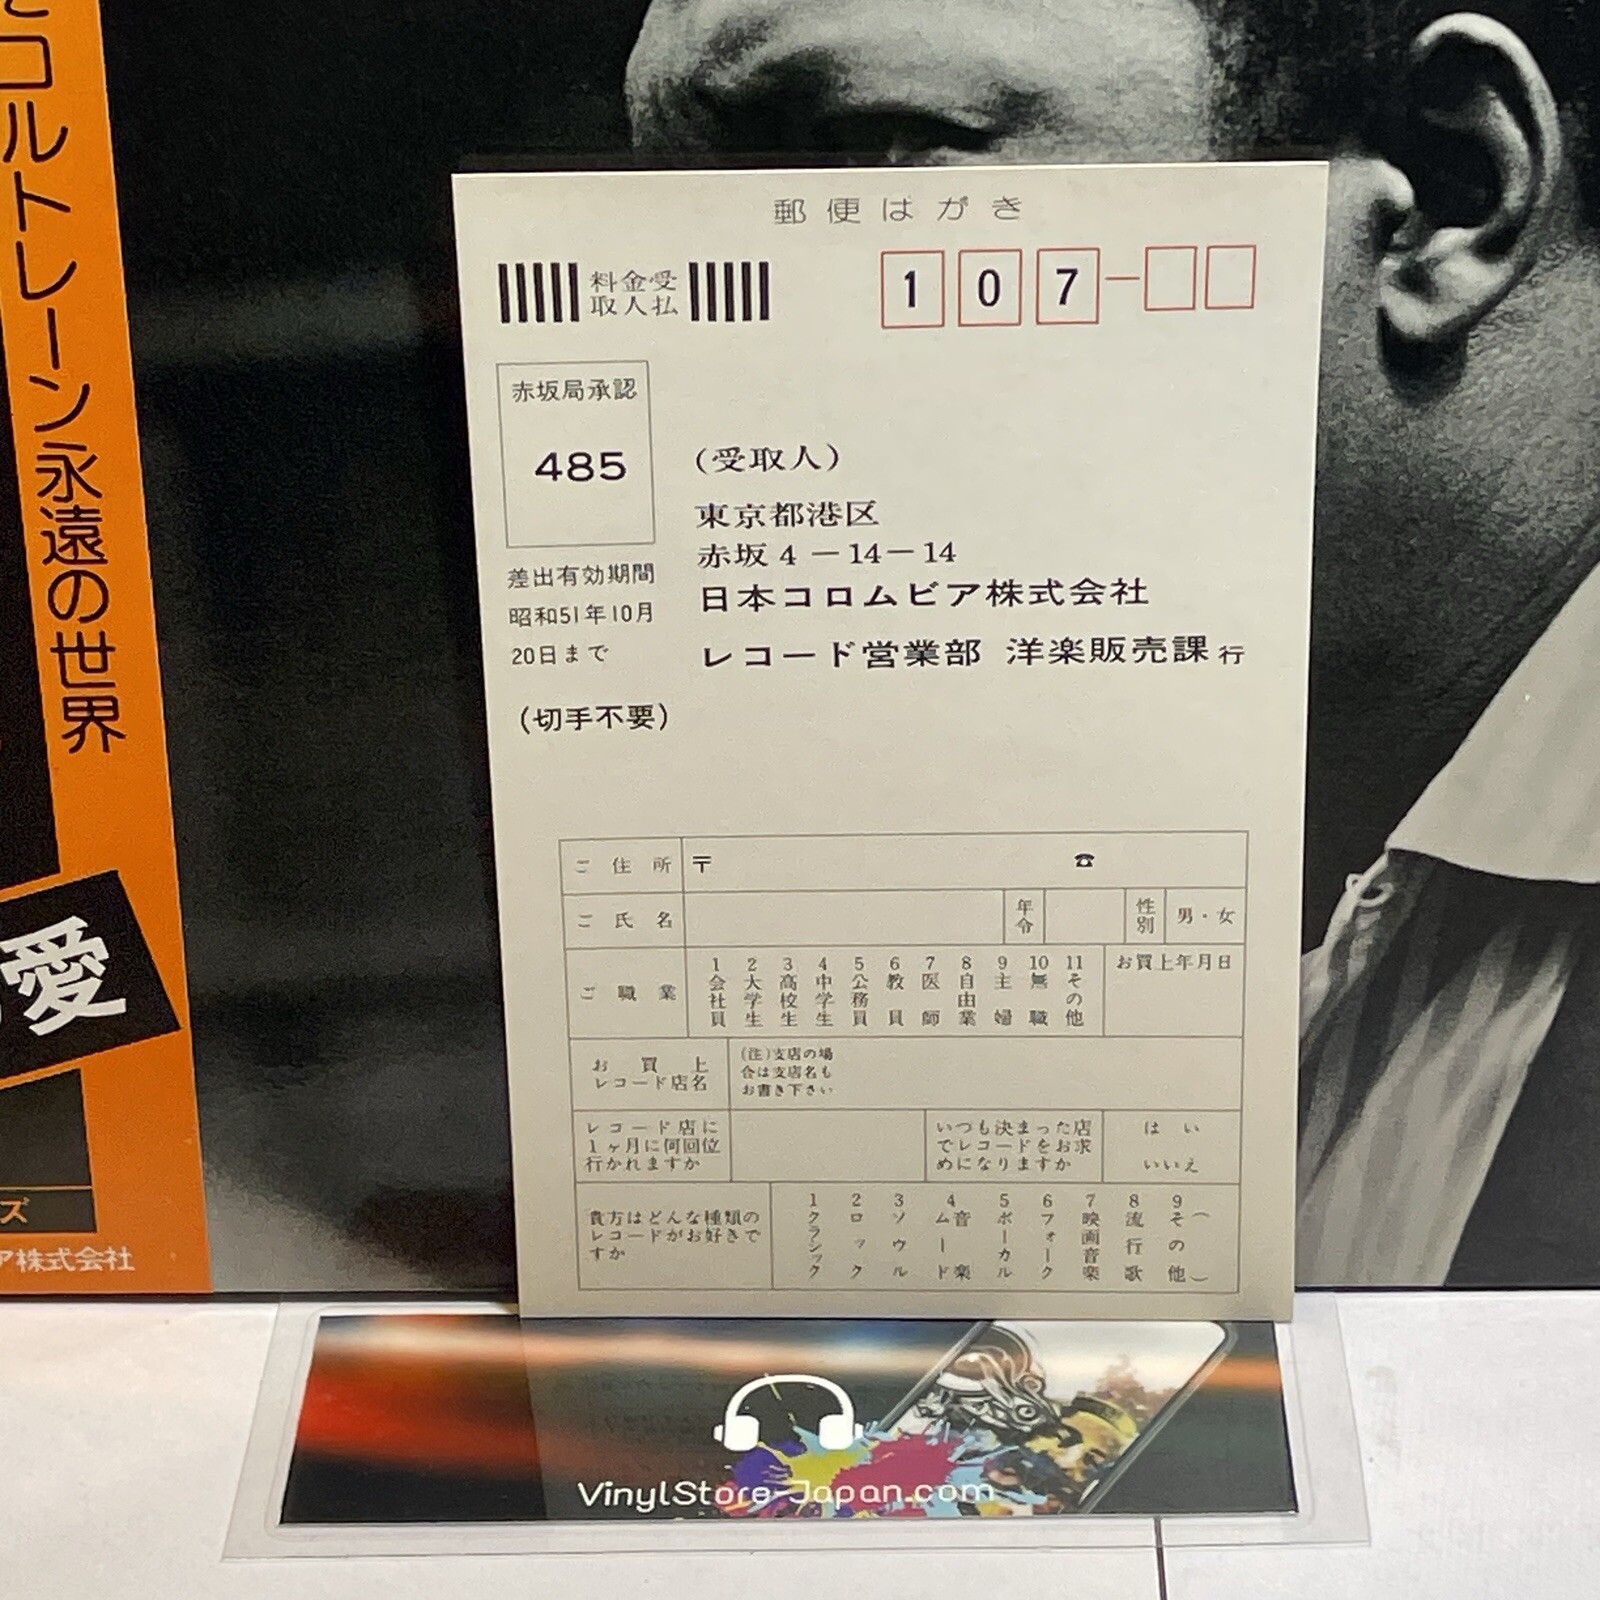 コルトレーン永遠の世界
愛
ズ
ア株式会社
郵便はがき
料金受
取人払
107-
赤坂局承認
485
差出有効期間
昭和51年10月
20日まで
(切手不要)
(受取人)
東京都港区
赤坂4-14-14
日本コロムビア株式会社
レコード営業部 洋楽販売課行
ご住所 〒 ☎
ご氏名 年令 性別 男・女
ご職業 1会社員 2大学生 3高校生 4中学生 5公務員 6教員 7医師 8自由業 9主婦 10無職 11その他 お買上年月日
お買上
レコード店名
(注)支店の場
合は支店名も
お書き下さい
レコード店に
1ヶ月に何回位
行かれますか
いつも決まった店
でレコードをお求
めになりますか
はい
いいえ
貴方はどんな種類の
レコードがお好きで
すか
1クラシック 2ロック 3ソウル 4ムード音楽 5ボーカル 6フォーク 7映画音楽 8流行歌 9その他( )
VinylStore-Japan.com